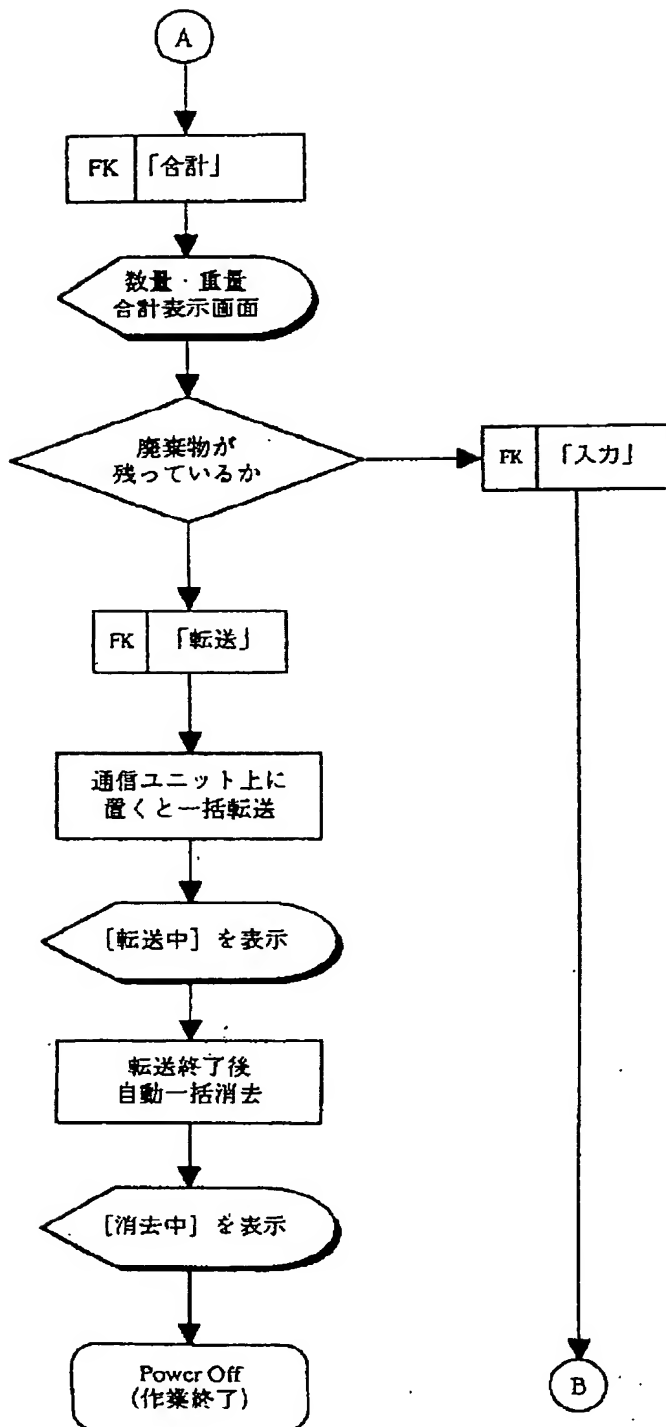 A
FK 「合計」
数量・重量
合計表示画面
廃棄物が
残っているか
FK 「入力」
FK 「転送」
通信ユニット上に
置くと一括転送
[転送中] を表示
転送終了後
自動一括消去
[消去中] を表示
Power Off
(作業終了)
B